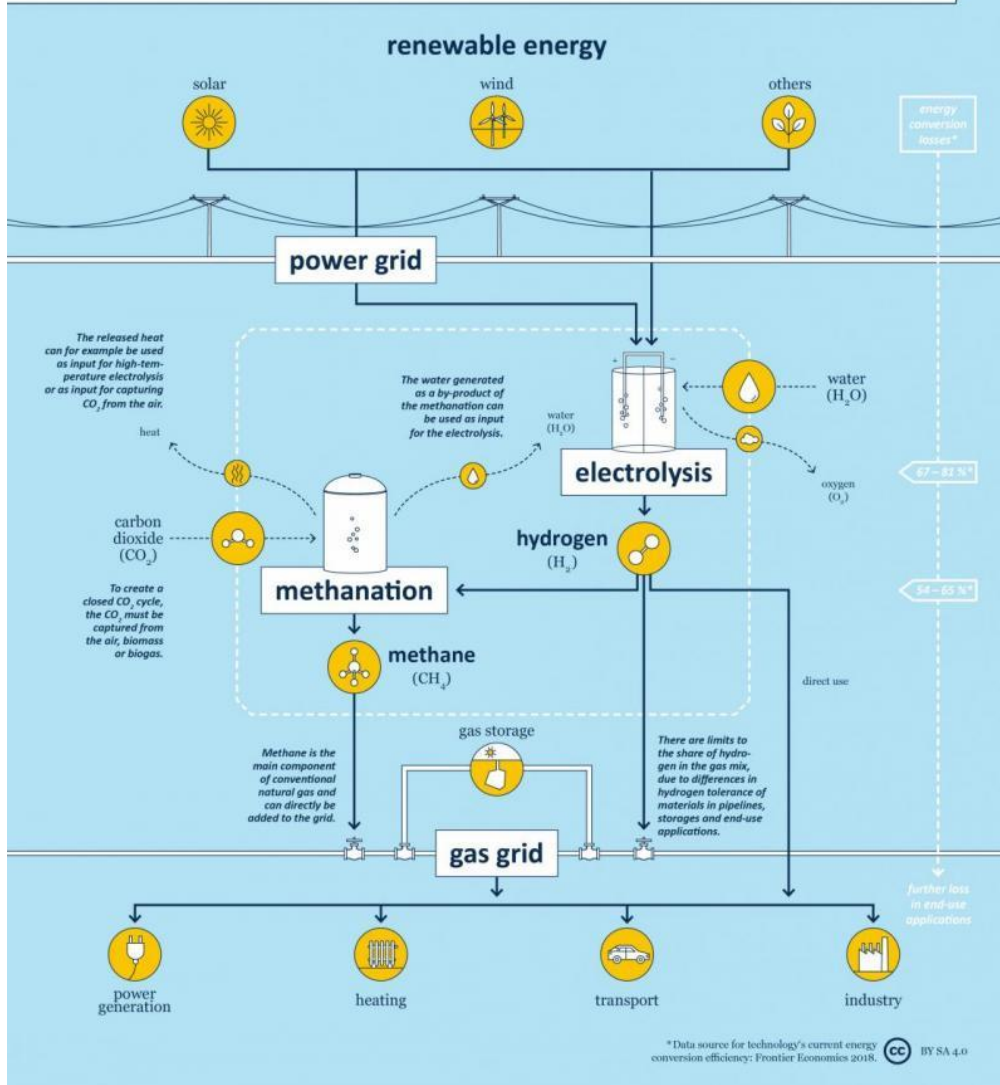 renewable energy
solar
wind
others
energy
conversion
losses*
power grid
The released heat
can for example be used
as input for high-tem-
perature electrolysis
or as input for capturing
CO₂ from the air.
heat
The water generated
as a by-product of
the methanation can
be used as input
for the electrolysis.
water
(H₂O)
+
−
water
(H₂O)
electrolysis
oxygen
(O₂)
67 – 81 %*
carbon
dioxide
(CO₂)
hydrogen
(H₂)
methanation
54 – 65 %*
To create a
closed CO₂ cycle,
the CO₂ must be
captured from
the air, biomass
or biogas.
methane
(CH₄)
direct use
gas storage
Methane is the
main component
of conventional
natural gas and
can directly be
added to the grid.
There are limits to
the share of hydro-
gen in the gas mix,
due to differences in
hydrogen tolerance of
materials in pipelines,
storages and end-use
applications.
gas grid
further loss
in end-use
applications
power
generation
heating
transport
industry
*Data source for technology's current energy
conversion efficiency: Frontier Economics 2018.
cc BY SA 4.0